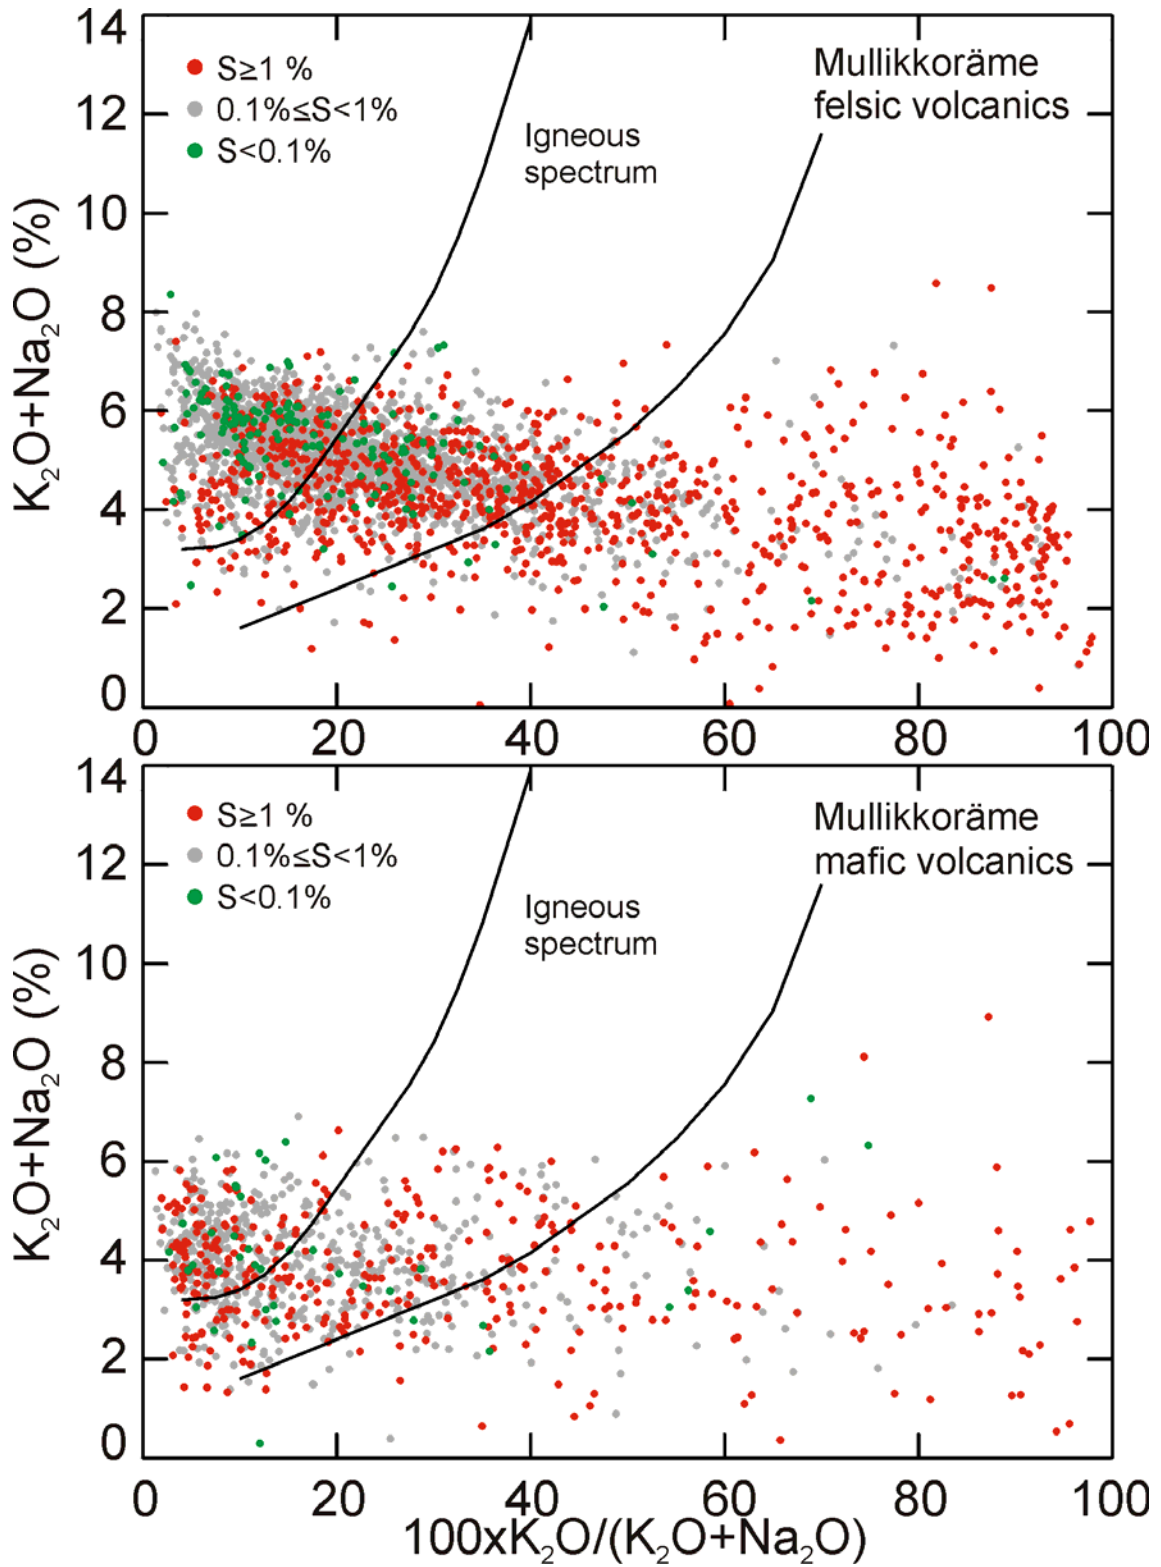 14
12
10
8
6
4
2
0
K₂O+Na₂O (%)
S≥1 %
0.1%≤S<1%
S<0.1%
Igneous
spectrum
Mullikkoräme
felsic volcanics
0 20 40 60 80 100
14
12
10
8
6
4
2
0
K₂O+Na₂O (%)
S≥1 %
0.1%≤S<1%
S<0.1%
Igneous
spectrum
Mullikkoräme
mafic volcanics
0 20 40 60 80 100
100xK₂O/(K₂O+Na₂O)